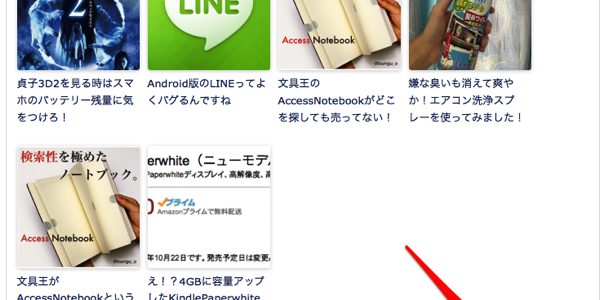 2
LINE
Access Notebook
@bungu_o
貞子3D2を見る時はスマ
ホのバッテリー残量に気
をつけろ！
Android版のLINEってよ
くバグるんですね
文具王の
AccessNotebookがどこ
を探しても売ってない！
嫌な臭いも消えて爽や
か！エアコン洗浄スプ
レーを使ってみました！
検索性を極めた
ノートブック。
Access Notebook
@bungu_o
erwhite（ニューモデ
Paperwhiteディスプレイ、高解像度、高
プライム
Amazonプライムで無料配送
年10月22日です。発売予定日は変更
文具王が
AccessNotebookという
え！？4GBに容量アップ
したKindlePaperwhite